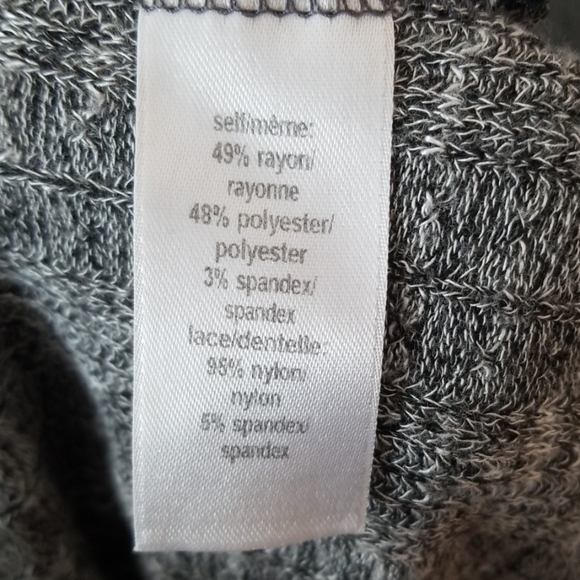 self/même:
49% rayon/
rayonne
48% polyester/
polyester
3% spandex/
spandex
lace/dentelle:
95% nylon/
nylon
5% spandex/
spandex